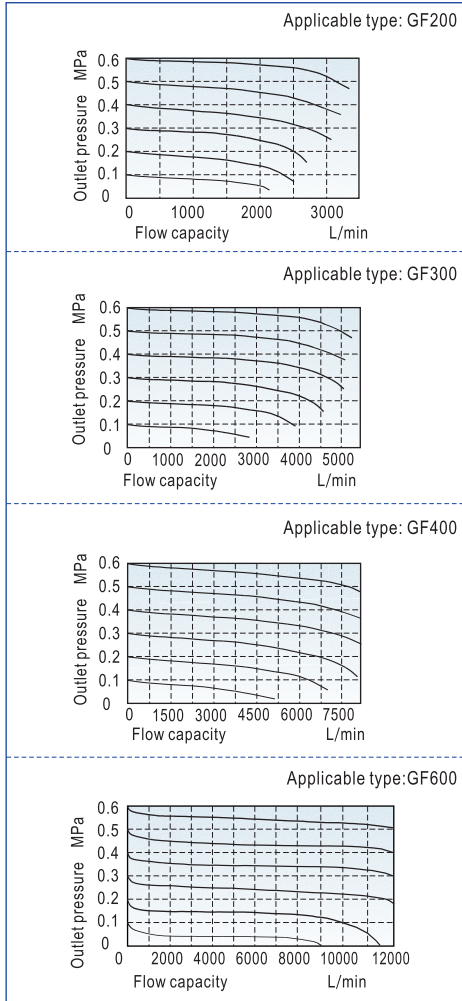 Applicable type: GF200
Outlet pressure MPa
0.6
0.5
0.4
0.3
0.2
0.1
0
0 1000 2000 3000
Flow capacity L/min
Applicable type: GF300
Outlet pressure MPa
0.6
0.5
0.4
0.3
0.2
0.1
0
0 1000 2000 3000 4000 5000
Flow capacity L/min
Applicable type: GF400
Outlet pressure MPa
0.6
0.5
0.4
0.3
0.2
0.1
0
0 1500 3000 4500 6000 7500
Flow capacity L/min
Applicable type:GF600
Outlet pressure MPa
0.6
0.5
0.4
0.3
0.2
0.1
0
0 2000 4000 6000 8000 10000 12000
Flow capacity L/min